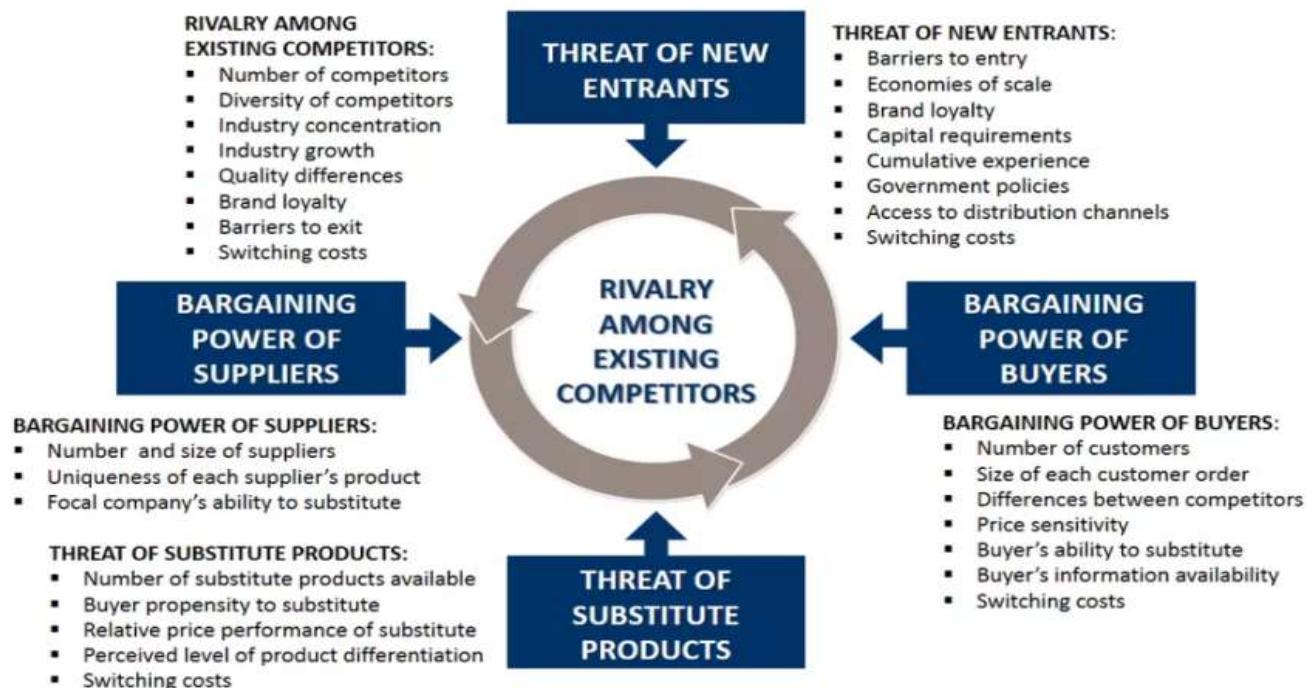 RIVALRY AMONG
EXISTING COMPETITORS:
▪ Number of competitors
▪ Diversity of competitors
▪ Industry concentration
▪ Industry growth
▪ Quality differences
▪ Brand loyalty
▪ Barriers to exit
▪ Switching costs
THREAT OF NEW
ENTRANTS
THREAT OF NEW ENTRANTS:
▪ Barriers to entry
▪ Economies of scale
▪ Brand loyalty
▪ Capital requirements
▪ Cumulative experience
▪ Government policies
▪ Access to distribution channels
▪ Switching costs
BARGAINING
POWER OF
SUPPLIERS
RIVALRY
AMONG
EXISTING
COMPETITORS
BARGAINING
POWER OF
BUYERS
BARGAINING POWER OF SUPPLIERS:
▪ Number and size of suppliers
▪ Uniqueness of each supplier's product
▪ Focal company's ability to substitute
BARGAINING POWER OF BUYERS:
▪ Number of customers
▪ Size of each customer order
▪ Differences between competitors
▪ Price sensitivity
▪ Buyer's ability to substitute
▪ Buyer's information availability
▪ Switching costs
THREAT OF SUBSTITUTE PRODUCTS:
▪ Number of substitute products available
▪ Buyer propensity to substitute
▪ Relative price performance of substitute
▪ Perceived level of product differentiation
▪ Switching costs
THREAT OF
SUBSTITUTE
PRODUCTS